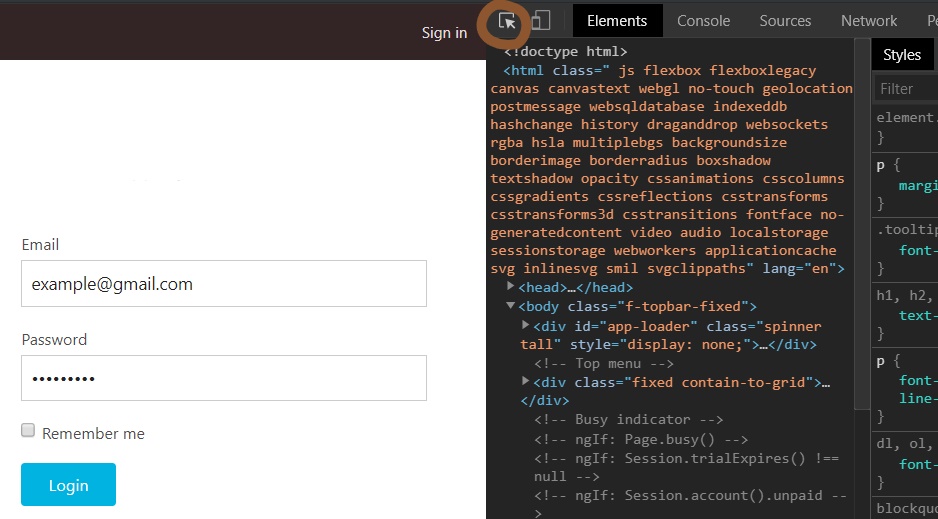 Sign in
Email
example@gmail.com
Password
•••••••••
Remember me
Login
Elements Console Sources Network
<!doctype html>
<html class=" js flexbox flexboxlegacy
canvas canvastext webgl no-touch geolocation
postmessage websqldatabase indexeddb
hashchange history draganddrop websockets
rgba hsla multiplebgs backgroundsize
borderimage borderradius boxshadow
textshadow opacity cssanimations csscolumns
cssgradients cssreflections csstransforms
csstransforms3d csstransitions fontface no-
generatedcontent video audio localstorage
sessionstorage webworkers applicationcache
svg inlinesvg smil svgclippaths" lang="en">
<head>…</head>
<body class="f-topbar-fixed">
<div id="app-loader" class="spinner
tall" style="display: none;">…</div>
<!-- Top menu -->
<div class="fixed contain-to-grid">…
</div>
<!-- Busy indicator -->
<!-- ngIf: Page.busy() -->
<!-- ngIf: Session.trialExpires() !==
null -->
<!-- ngIf: Session.account().unpaid --
>
Styles
Filter
element.
}
p {
margi
}
.tooltip
font-
}
h1, h2,
text-
}
p {
font-
line-
}
dl, ol,
font-
}
blockquo